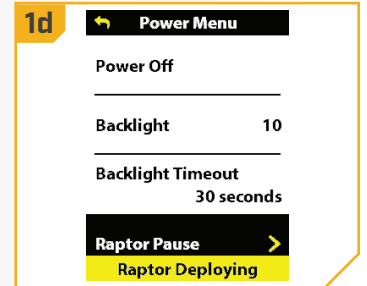 1d
Power Menu
Power Off
Backlight 10
Backlight Timeout
30 seconds
Raptor Pause
Raptor Deploying